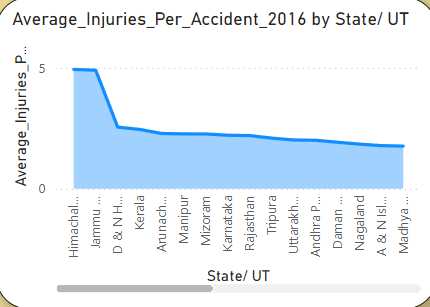 Average_Injuries_Per_Accident_2016 by State/ UT
Average_Injuries_P...
5
0
Himachal...
Jammu ...
D & N H...
Kerala
Arunach...
Manipur
Mizoram
Karnataka
Rajasthan
Tripura
Uttarakh...
Andhra P...
Daman ...
Nagaland
A & N Isl...
Madhya ...
State/ UT